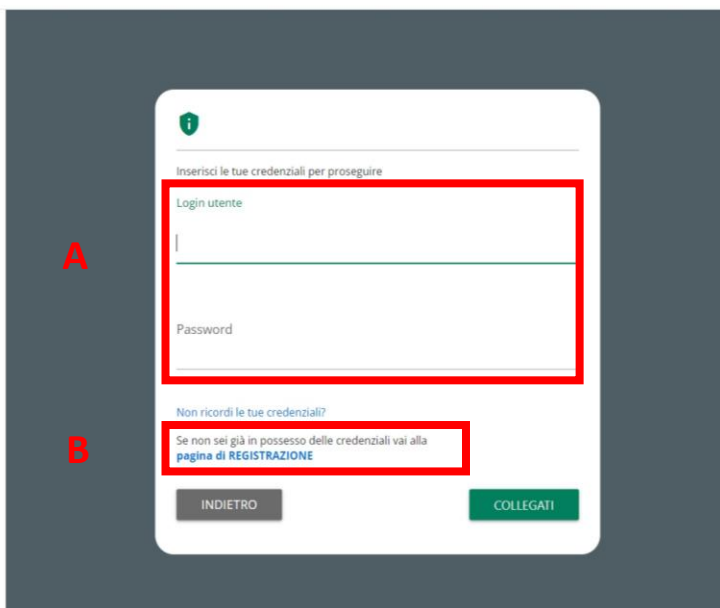 Inserisci le tue credenziali per proseguire
Login utente
A
Password
Non ricordi le tue credenziali?
B
Se non sei già in possesso delle credenziali vai alla
pagina di REGISTRAZIONE
INDIETRO
COLLEGATI